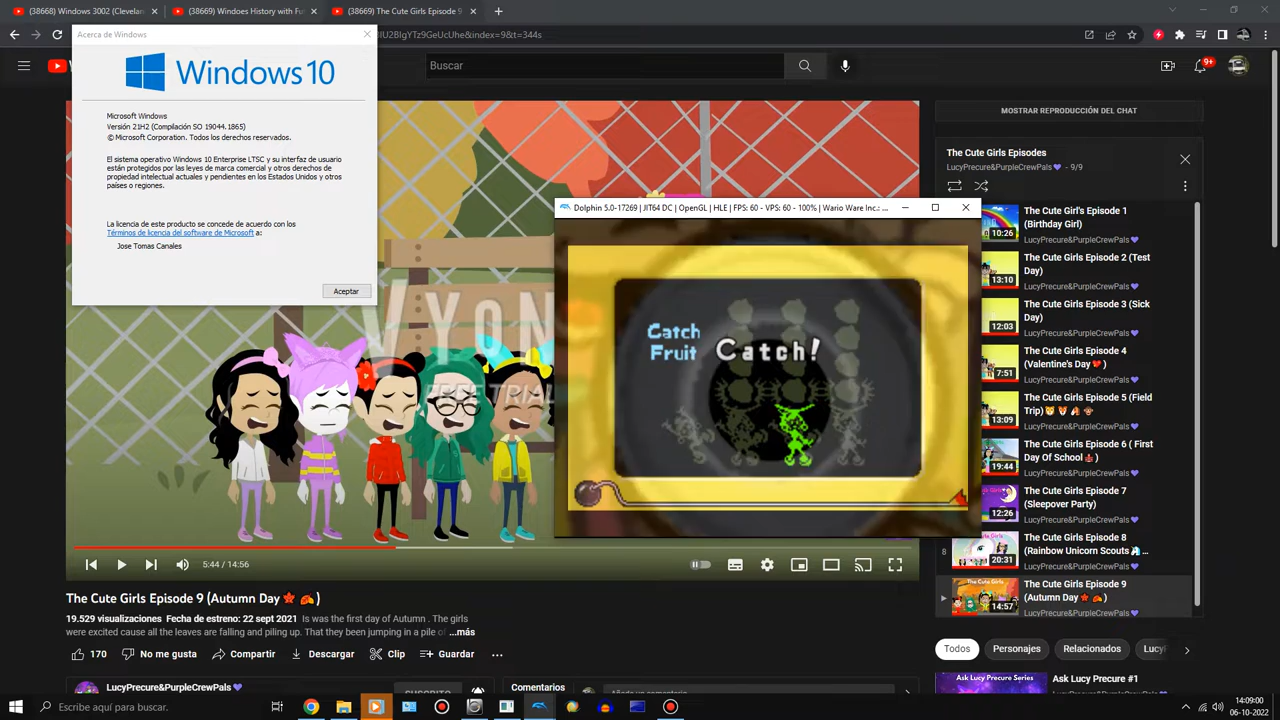 (38668) Windows 3002 (Clevelan
(38669) Windoes History with Fu
(38669) The Cute Girls Episode 9
IU2BIgYTz9GeUcUhe&index=9&t=344s
Buscar
9+
Acerca de Windows
Windows 10
Microsoft Windows
Versión 21H2 (Compilación SO 19044.1865)
© Microsoft Corporation. Todos los derechos reservados.
El sistema operativo Windows 10 Enterprise LTSC y su interfaz de usuario
están protegidos por las leyes de marca comercial y otros derechos de
propiedad intelectual actuales y pendientes en los Estados Unidos y otros
países o regiones.
La licencia de este producto se concede de acuerdo con los
Términos de licencia del software de Microsoft a:
Jose Tomas Canales
Aceptar
VYON
FREE TRIAL
Dolphin 5.0-17269 | JIT64 DC | OpenGL | HLE | FPS: 60 - VPS: 60 - 100% | Wario Ware Inc.: ...
Catch
Fruit
Catch!
5:44 / 14:56
The Cute Girls Episode 9 (Autumn Day 🍁 🍂)
19.529 visualizaciones Fecha de estreno: 22 sept 2021 Is was the first day of Autumn . The girls
were excited cause all the leaves are falling and piling up. That they been jumping in a pile of ...más
170 No me gusta Compartir Descargar Clip Guardar ...
LucyPrecure&PurpleCrewPals💜
SUSCRITO
Comentarios
Añade una
MOSTRAR REPRODUCCIÓN DEL CHAT
The Cute Girls Episodes
LucyPrecure&PurpleCrewPals💜 - 9/9
10:26
The Cute Girl's Episode 1
(Birthday Girl)
LucyPrecure&PurpleCrewPals💜
13:10
The Cute Girls Episode 2 (Test
Day)
LucyPrecure&PurpleCrewPals💜
12:03
The Cute Girls Episode 3 (Sick
Day)
LucyPrecure&PurpleCrewPals💜
7:51
The Cute Girls Episode 4
(Valentine's Day 💖)
LucyPrecure&PurpleCrewPals💜
13:09
The Cute Girls Episode 5 (Field
Trip)
LucyPrecure&PurpleCrewPals💜
19:44
The Cute Girls Episode 6 ( First
Day Of School)
LucyPrecure&PurpleCrewPals💜
12:26
The Cute Girls Episode 7
(Sleepover Party)
LucyPrecure&PurpleCrewPals💜
8
20:31
The Cute Girls Episode 8
(Rainbow Unicorn Scouts 🦄 ...
LucyPrecure&PurpleCrewPals💜
14:57
The Cute Girls Episode 9
(Autumn Day 🍁 🍂)
LucyPrecure&PurpleCrewPals💜
Todos Personajes Relacionados LucyI
Ask Lucy Precure
Ask Lucy Precure #1
Escribe aquí para buscar.
14:09:00
06-10-2022